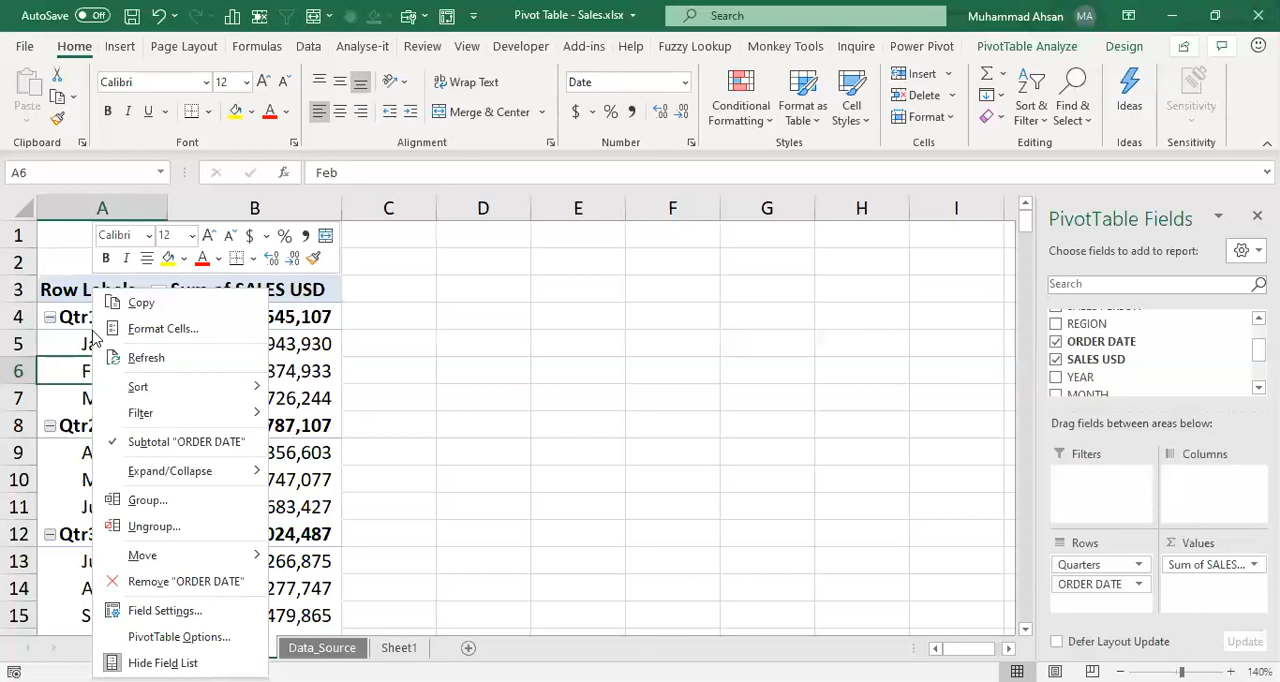 AutoSave Off Pivot Table - Sales.xlsx Search Muhammad Ahsan MA
File Home Insert Page Layout Formulas Data Analyse-it Review View Developer Add-ins Help Fuzzy Lookup Monkey Tools Inquire Power Pivot PivotTable Analyze Design
Paste
Calibri 12
B I U A
Wrap Text
Merge & Center
Date
$ % ,
Conditional Formatting Format as Table Cell Styles
Insert
Delete
Format
Sort & Filter Find & Select
Ideas
Sensitivity
Clipboard Font Alignment Number Styles Cells Editing Ideas Sensitivity
A6 fx Feb
A B C D E F G H I
1
2
3 Row Labels Sum of SALES USD
4 Qtr1 545,107
5 943,930
6 874,933
7 726,244
8 Qtr2 787,107
9 356,603
10 747,077
11 683,427
12 Qtr3 024,487
13 266,875
14 277,747
15 479,865
Calibri 12 A A $ % ,
B I A
Copy
Format Cells...
Refresh
Sort
Filter
Subtotal "ORDER DATE"
Expand/Collapse
Group...
Ungroup...
Move
Remove "ORDER DATE"
Field Settings...
PivotTable Options...
Hide Field List
PivotTable Fields
Choose fields to add to report:
Search
REGION
ORDER DATE
SALES USD
YEAR
MONTH
Drag fields between areas below:
Filters Columns
Rows Values
Quarters Sum of SALES...
ORDER DATE
Defer Layout Update Update
Data_Source Sheet1
140%